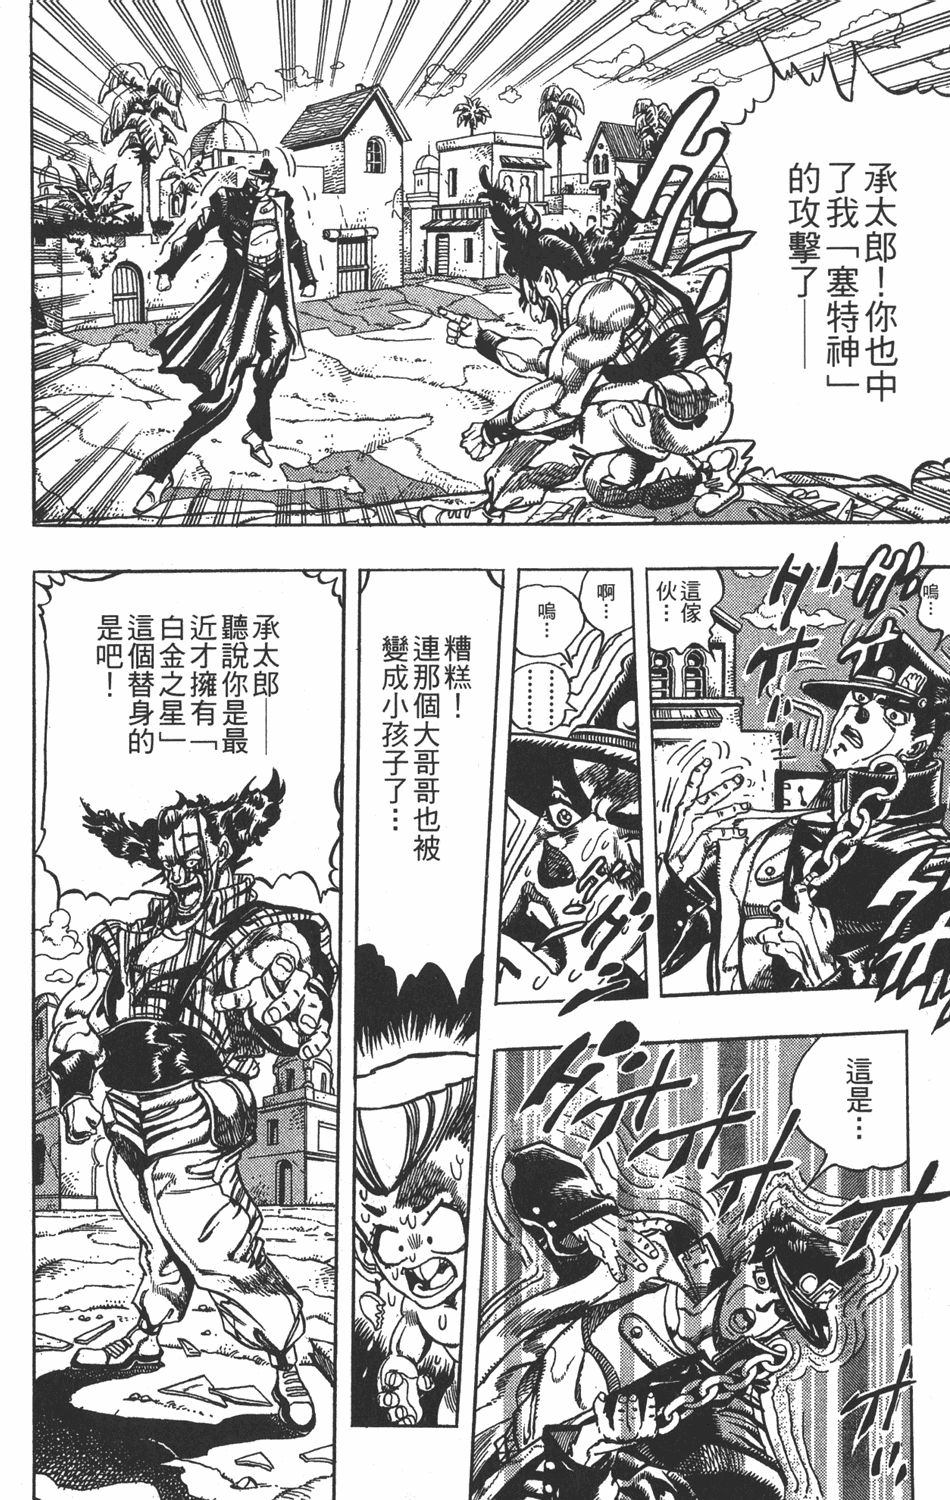 承太郎！你也中
了我「塞特神」
的攻擊了——
嗚…
這傢
伙…
啊…
嗚…
…………
這是…
糟糕！
連那個大哥哥也被
變成小孩子了…
承太郎——
聽說你是最
近才擁有「
白金之星」
這個替身的
是吧！